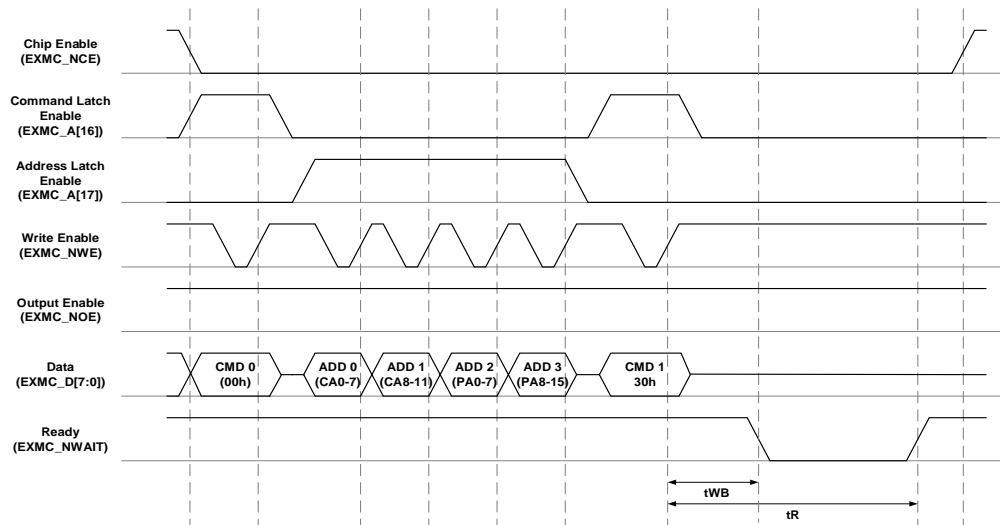 Chip Enable
(EXMC_NCE)
Command Latch
Enable
(EXMC_A[16])
Address Latch
Enable
(EXMC_A[17])
Write Enable
(EXMC_NWE)
Output Enable
(EXMC_NOE)
Data
(EXMC_D[7:0])
CMD 0
(00h)
ADD 0
(CA0-7)
ADD 1
(CA8-11)
ADD 2
(PA0-7)
ADD 3
(PA8-15)
CMD 1
30h
Ready
(EXMC_NWAIT)
tWB
tR